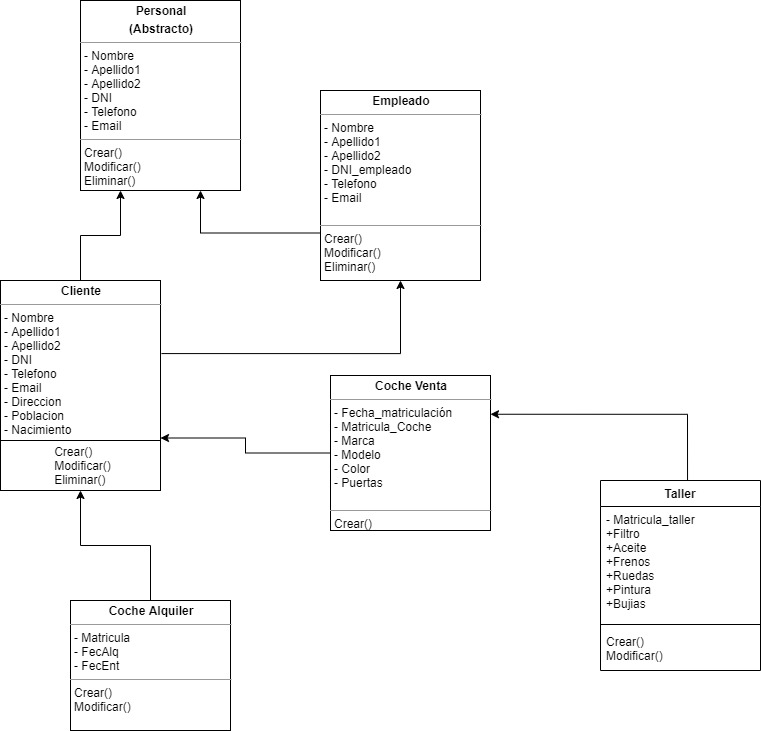 Personal
(Abstracto)
- Nombre
- Apellido1
- Apellido2
- DNI
- Telefono
- Email
Crear()
Modificar()
Eliminar()
Empleado
- Nombre
- Apellido1
- Apellido2
- DNI_empleado
- Telefono
- Email
Crear()
Modificar()
Eliminar()
Cliente
- Nombre
- Apellido1
- Apellido2
- DNI
- Telefono
- Email
- Direccion
- Poblacion
- Nacimiento
Crear()
Modificar()
Eliminar()
Coche Venta
- Fecha_matriculación
- Matricula_Coche
- Marca
- Modelo
- Color
- Puertas
Crear()
Taller
- Matricula_taller
+Filtro
+Aceite
+Frenos
+Ruedas
+Pintura
+Bujias
Crear()
Modificar()
Coche Alquiler
- Matricula
- FecAlq
- FecEnt
Crear()
Modificar()